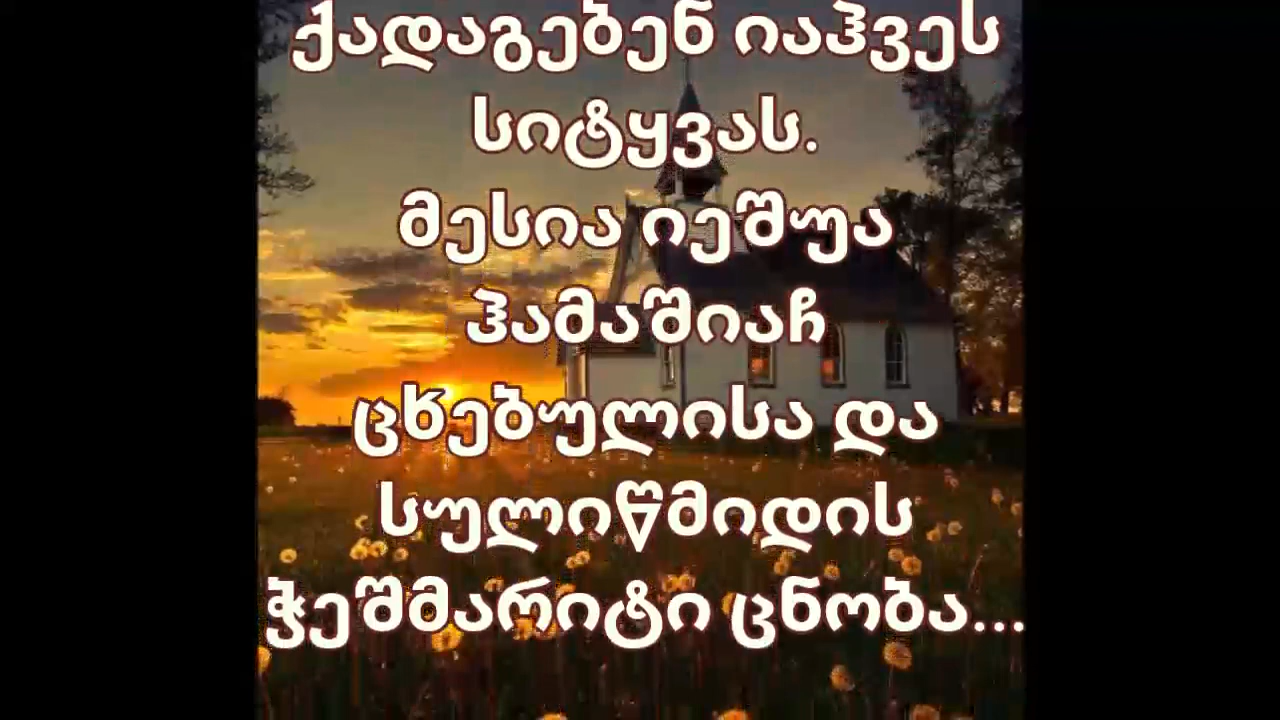 ქადაგებენ იაჰვეს
სიტყვას.
მესია იეშუა
ჰამაშიაჩ
ცხებულისა და
სულიწმიდის
ჭეშმარიტი ცნობა...